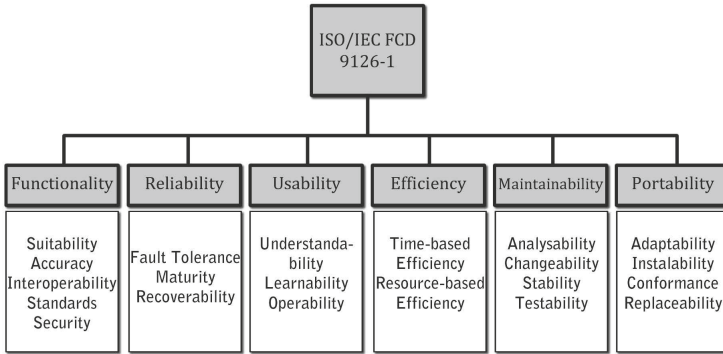 ISO/IEC FCD
9126-1
Functionality
Reliability
Usability
Efficiency
Maintainability
Portability
Suitability
Accuracy
Interoperability
Standards
Security
Fault Tolerance
Maturity
Recoverability
Understanda-
bility
Learnability
Operability
Time-based
Efficiency
Resource-based
Efficiency
Analysability
Changeability
Stability
Testability
Adaptability
Instalability
Conformance
Replaceability